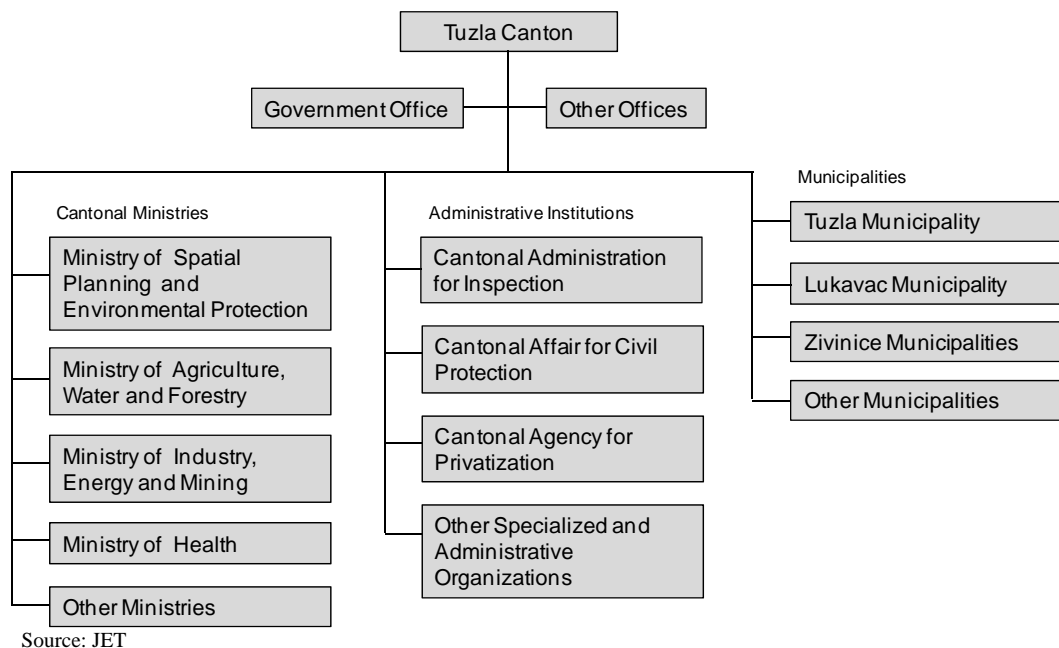 Tuzla Canton
Government Office
Other Offices
Cantonal Ministries
Ministry of Spatial
Planning and
Environmental Protection
Ministry of Agriculture,
Water and Forestry
Ministry of Industry,
Energy and Mining
Ministry of Health
Other Ministries
Administrative Institutions
Cantonal Administration
for Inspection
Cantonal Affair for Civil
Protection
Cantonal Agency for
Privatization
Other Specialized and
Administrative
Organizations
Municipalities
Tuzla Municipality
Lukavac Municipality
Zivinice Municipalities
Other Municipalities
Source: JET